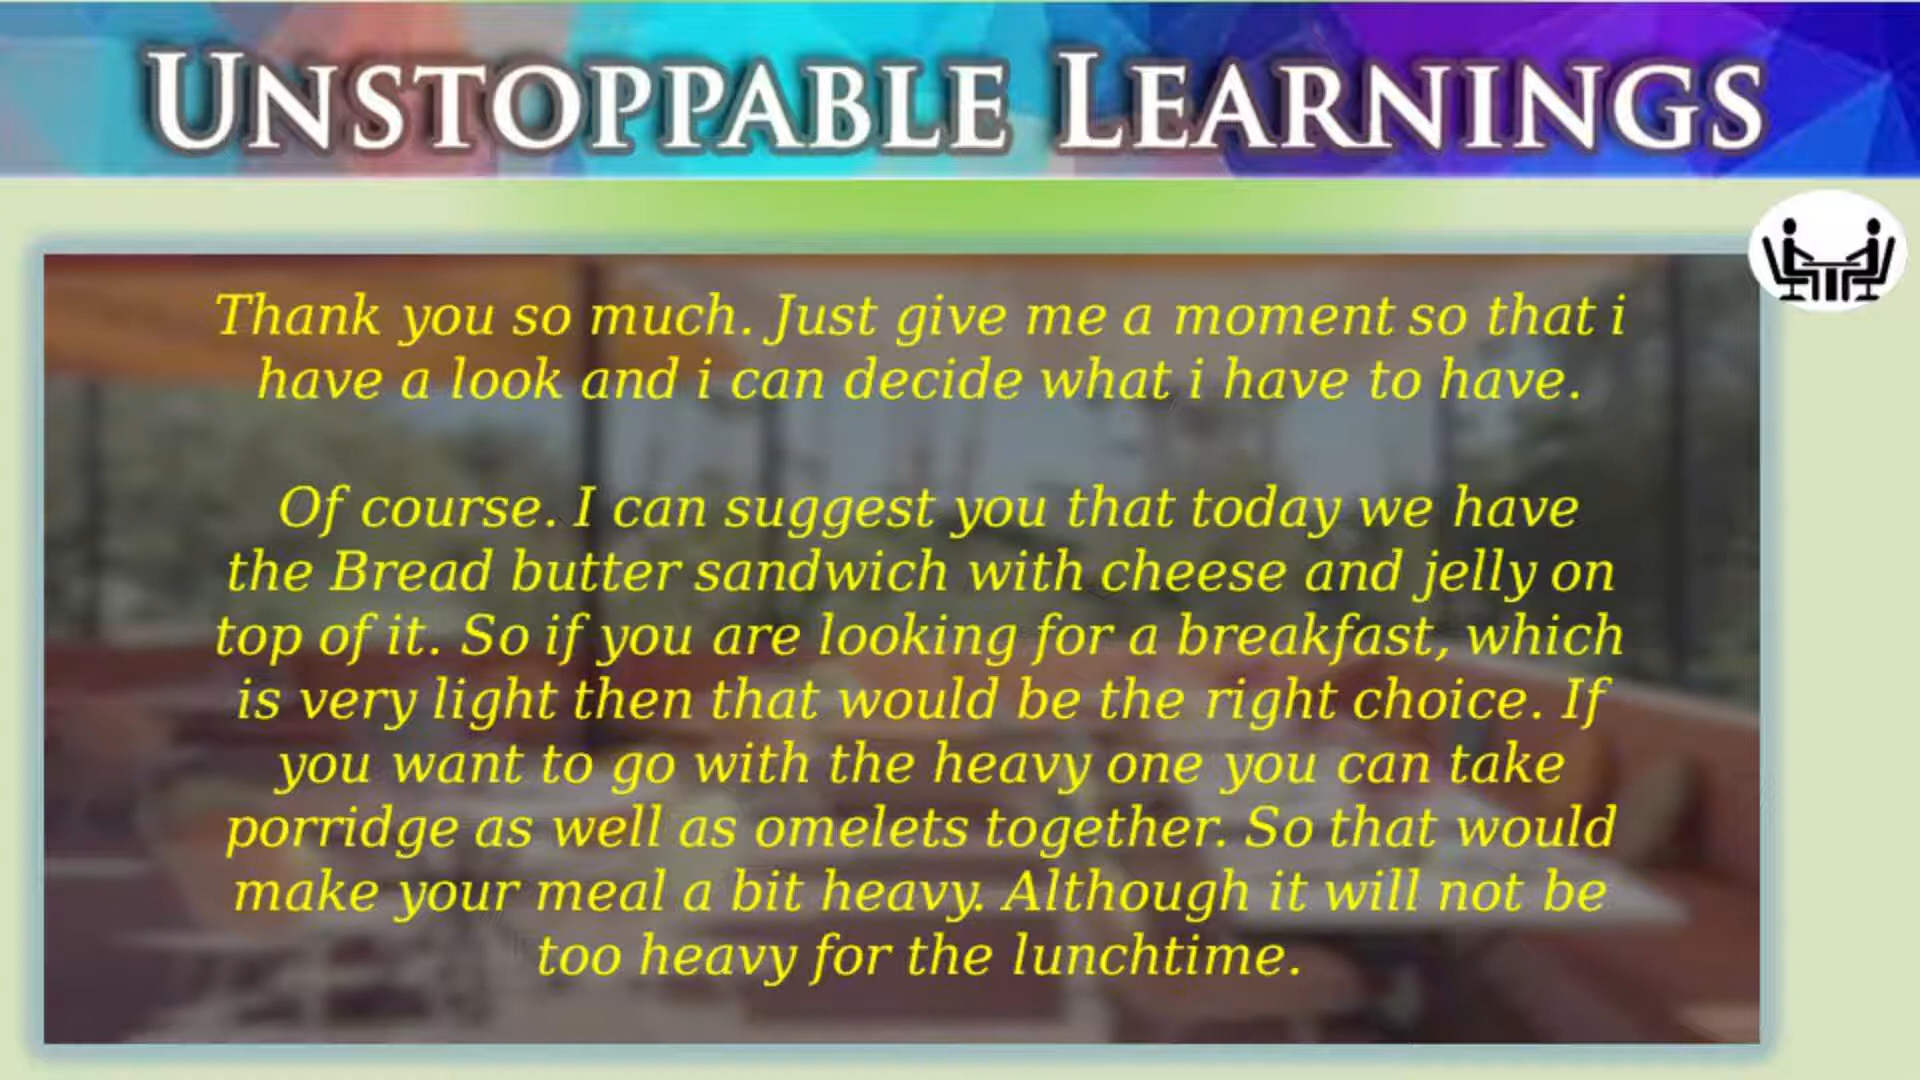 UNSTOPPABLE LEARNINGS
Thank you so much. Just give me a moment so that i
have a look and i can decide what i have to have.
Of course. I can suggest you that today we have
the Bread butter sandwich with cheese and jelly on
top of it. So if you are looking for a breakfast, which
is very light then that would be the right choice. If
you want to go with the heavy one you can take
porridge as well as omelets together. So that would
make your meal a bit heavy. Although it will not be
too heavy for the lunchtime.